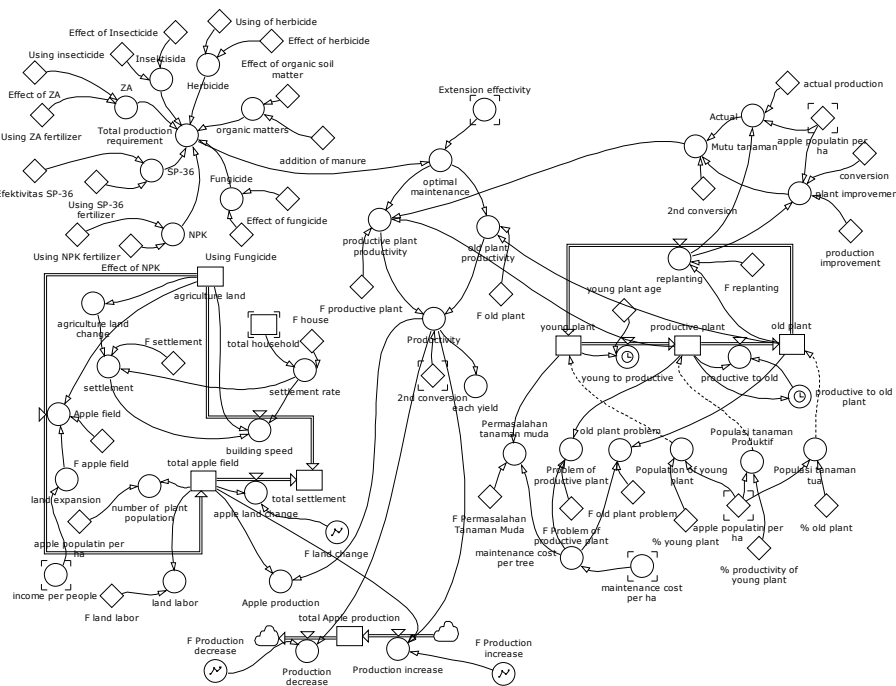 Using of herbicide
Effect of Insecticide
Effect of herbicide
Using insecticide
Insektisida
Effect of organic soil
matter
Herbicide
ZA
Effect of ZA
Using ZA fertilizer
Total production
requirement
organic matters
addition of manure
SP-36
Efektivitas SP-36
Using SP-36
fertilizer
Fungicide
Effect of fungicide
NPK
Using NPK fertilizer
Effect of NPK
Using Fungicide
Extension effectivity
optimal
maintenance
actual production
Actual
Mutu tanaman
apple populatin per
ha
conversion
plant improvement
2nd conversion
production
improvement
productive plant
productivity
old plant
productivity
F productive plant
F old plant
replanting
F replanting
young plant age
young plant
productive plant
old plant
young to productive
productive to old
productive to old
plant
agriculture land
agriculture land
change
F settlement
F house
total household
settlement
settlement rate
Productivity
2nd conversion
each yield
Apple field
F apple field
building speed
total apple field
total settlement
land expansion
number of plant
population
apple land change
apple populatin per
ha
F land change
income per people
F land labor
land labor
Apple production
total Apple production
F Production
decrease
Production
decrease
Production increase
F Production
increase
Permasalahan
tanaman muda
old plant problem
Problem of
productive plant
Population of young
plant
Populasi tanaman
Produktif
Populasi tanaman
tua
F Permasalahan
Tanaman Muda
F Problem of
productive plant
F old plant problem
% young plant
apple populatin per
ha
% old plant
maintenance cost
per tree
maintenance cost
per ha
% productivity of
young plant